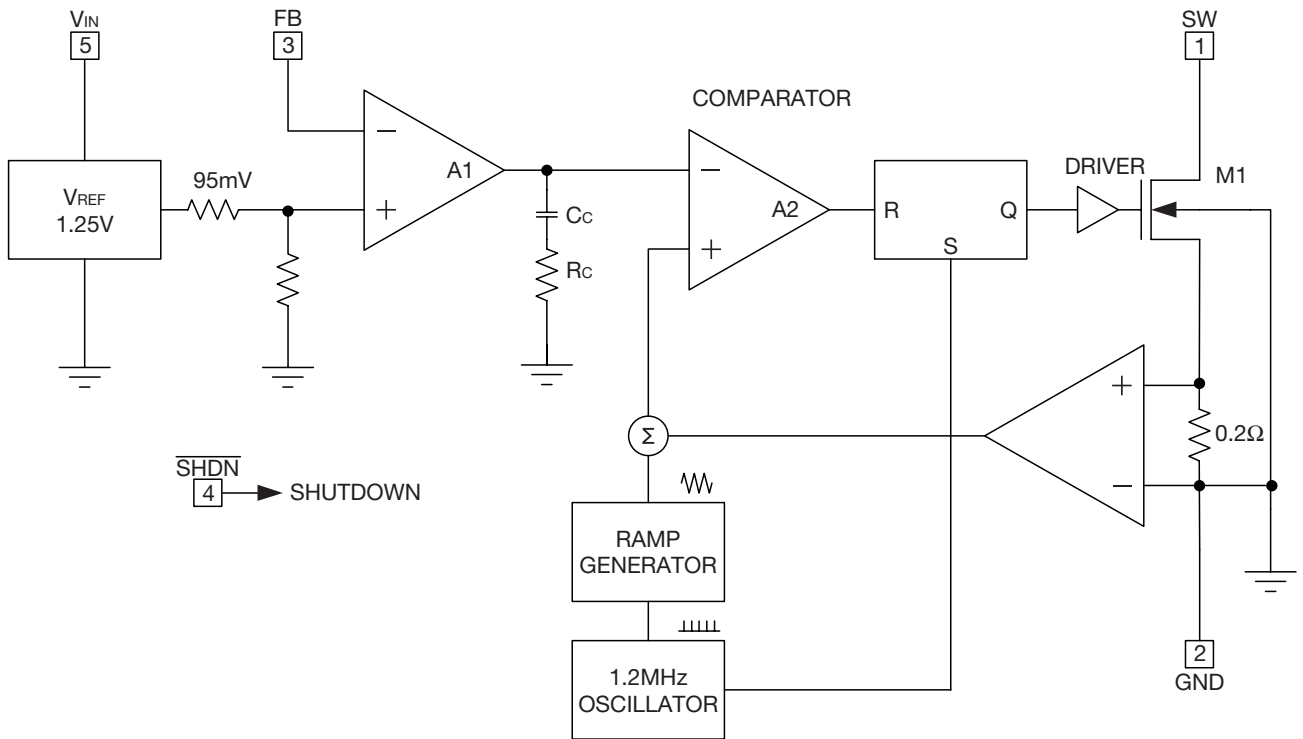 VIN
5
FB
3
SW
1
COMPARATOR
VREF
1.25V
95mV
−
+
A1
CC
RC
−
+
A2
R
Q
S
DRIVER
M1
+
−
0.2Ω
Σ
SHDN
4
SHUTDOWN
RAMP
GENERATOR
1.2MHz
OSCILLATOR
2
GND